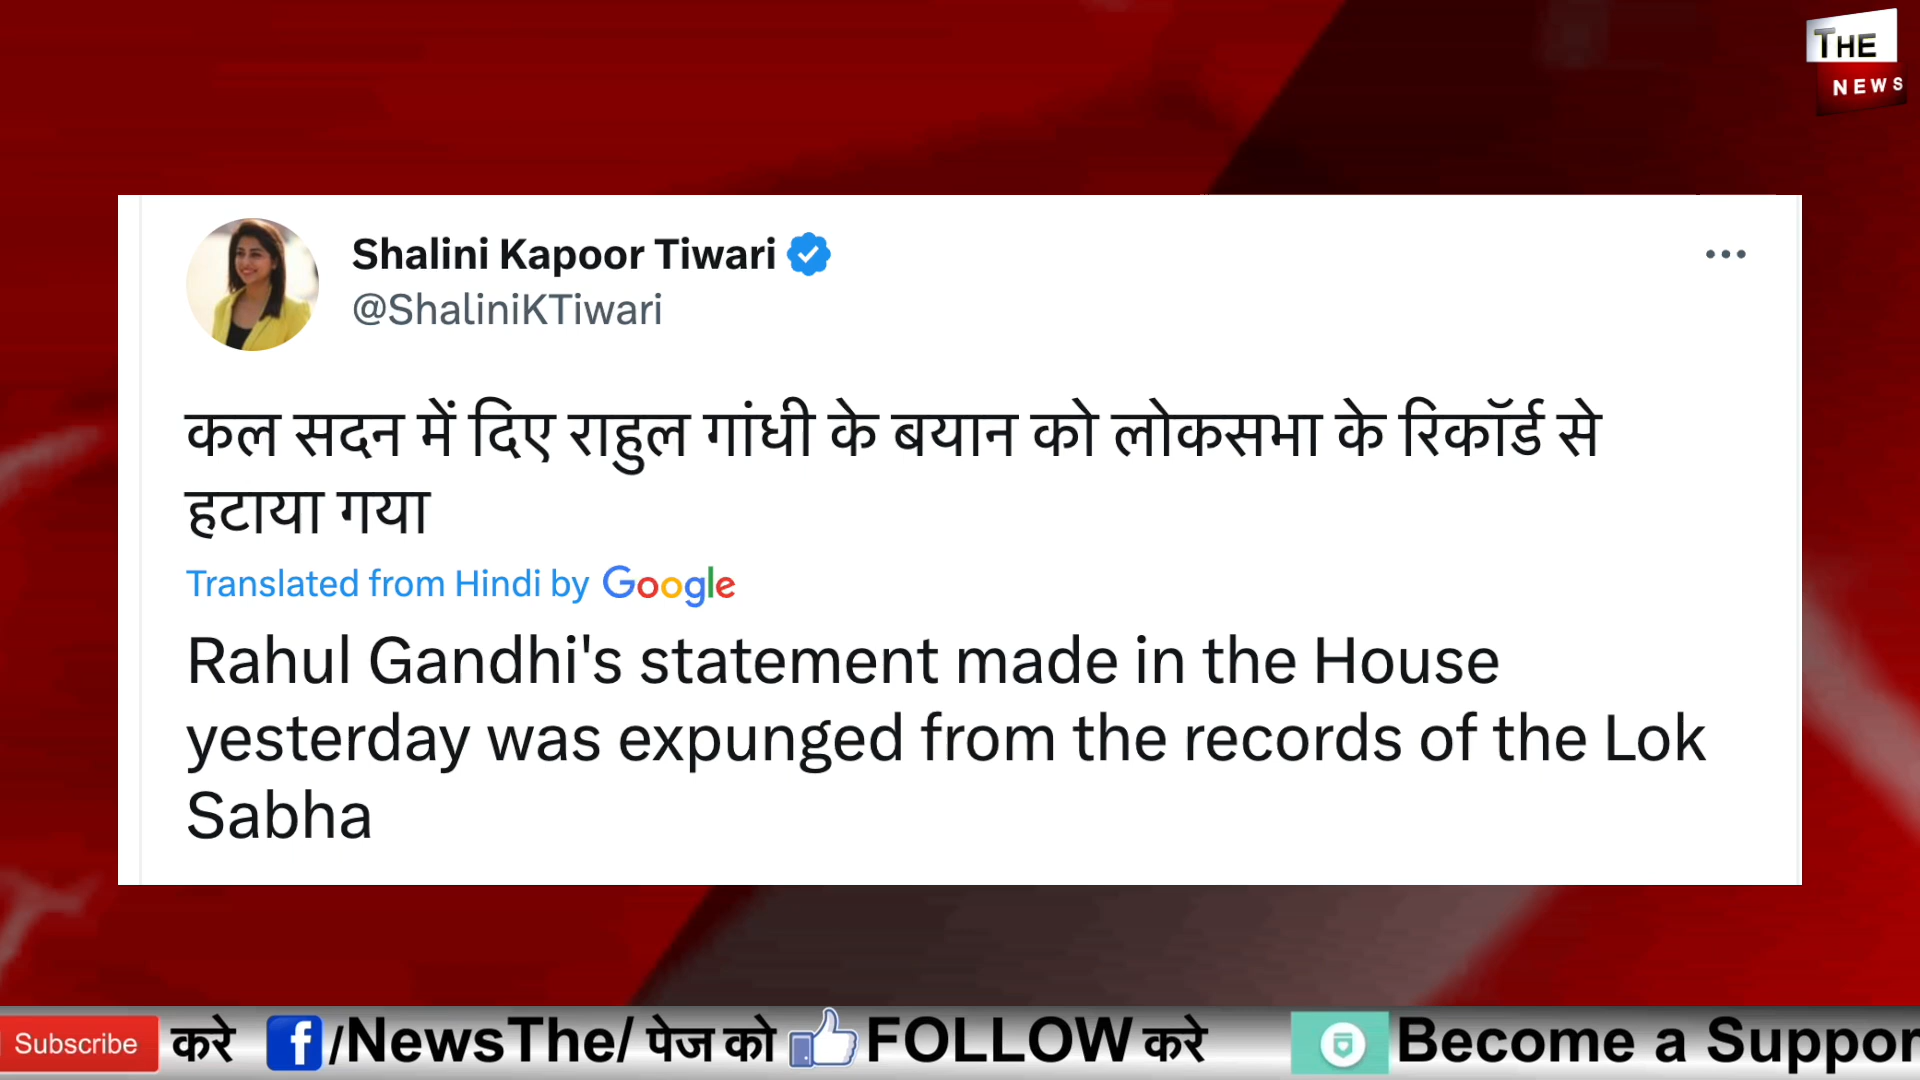 THE
NEWS
Shalini Kapoor Tiwari
@ShaliniKTiwari
कल सदन में दिए राहुल गांधी के बयान को लोकसभा के रिकॉर्ड से
हटाया गया
Translated from Hindi by Google
Rahul Gandhi's statement made in the House
yesterday was expunged from the records of the Lok
Sabha
Subscribe करे f/NewsThe/ पेज को FOLLOW करे Become a Suppor